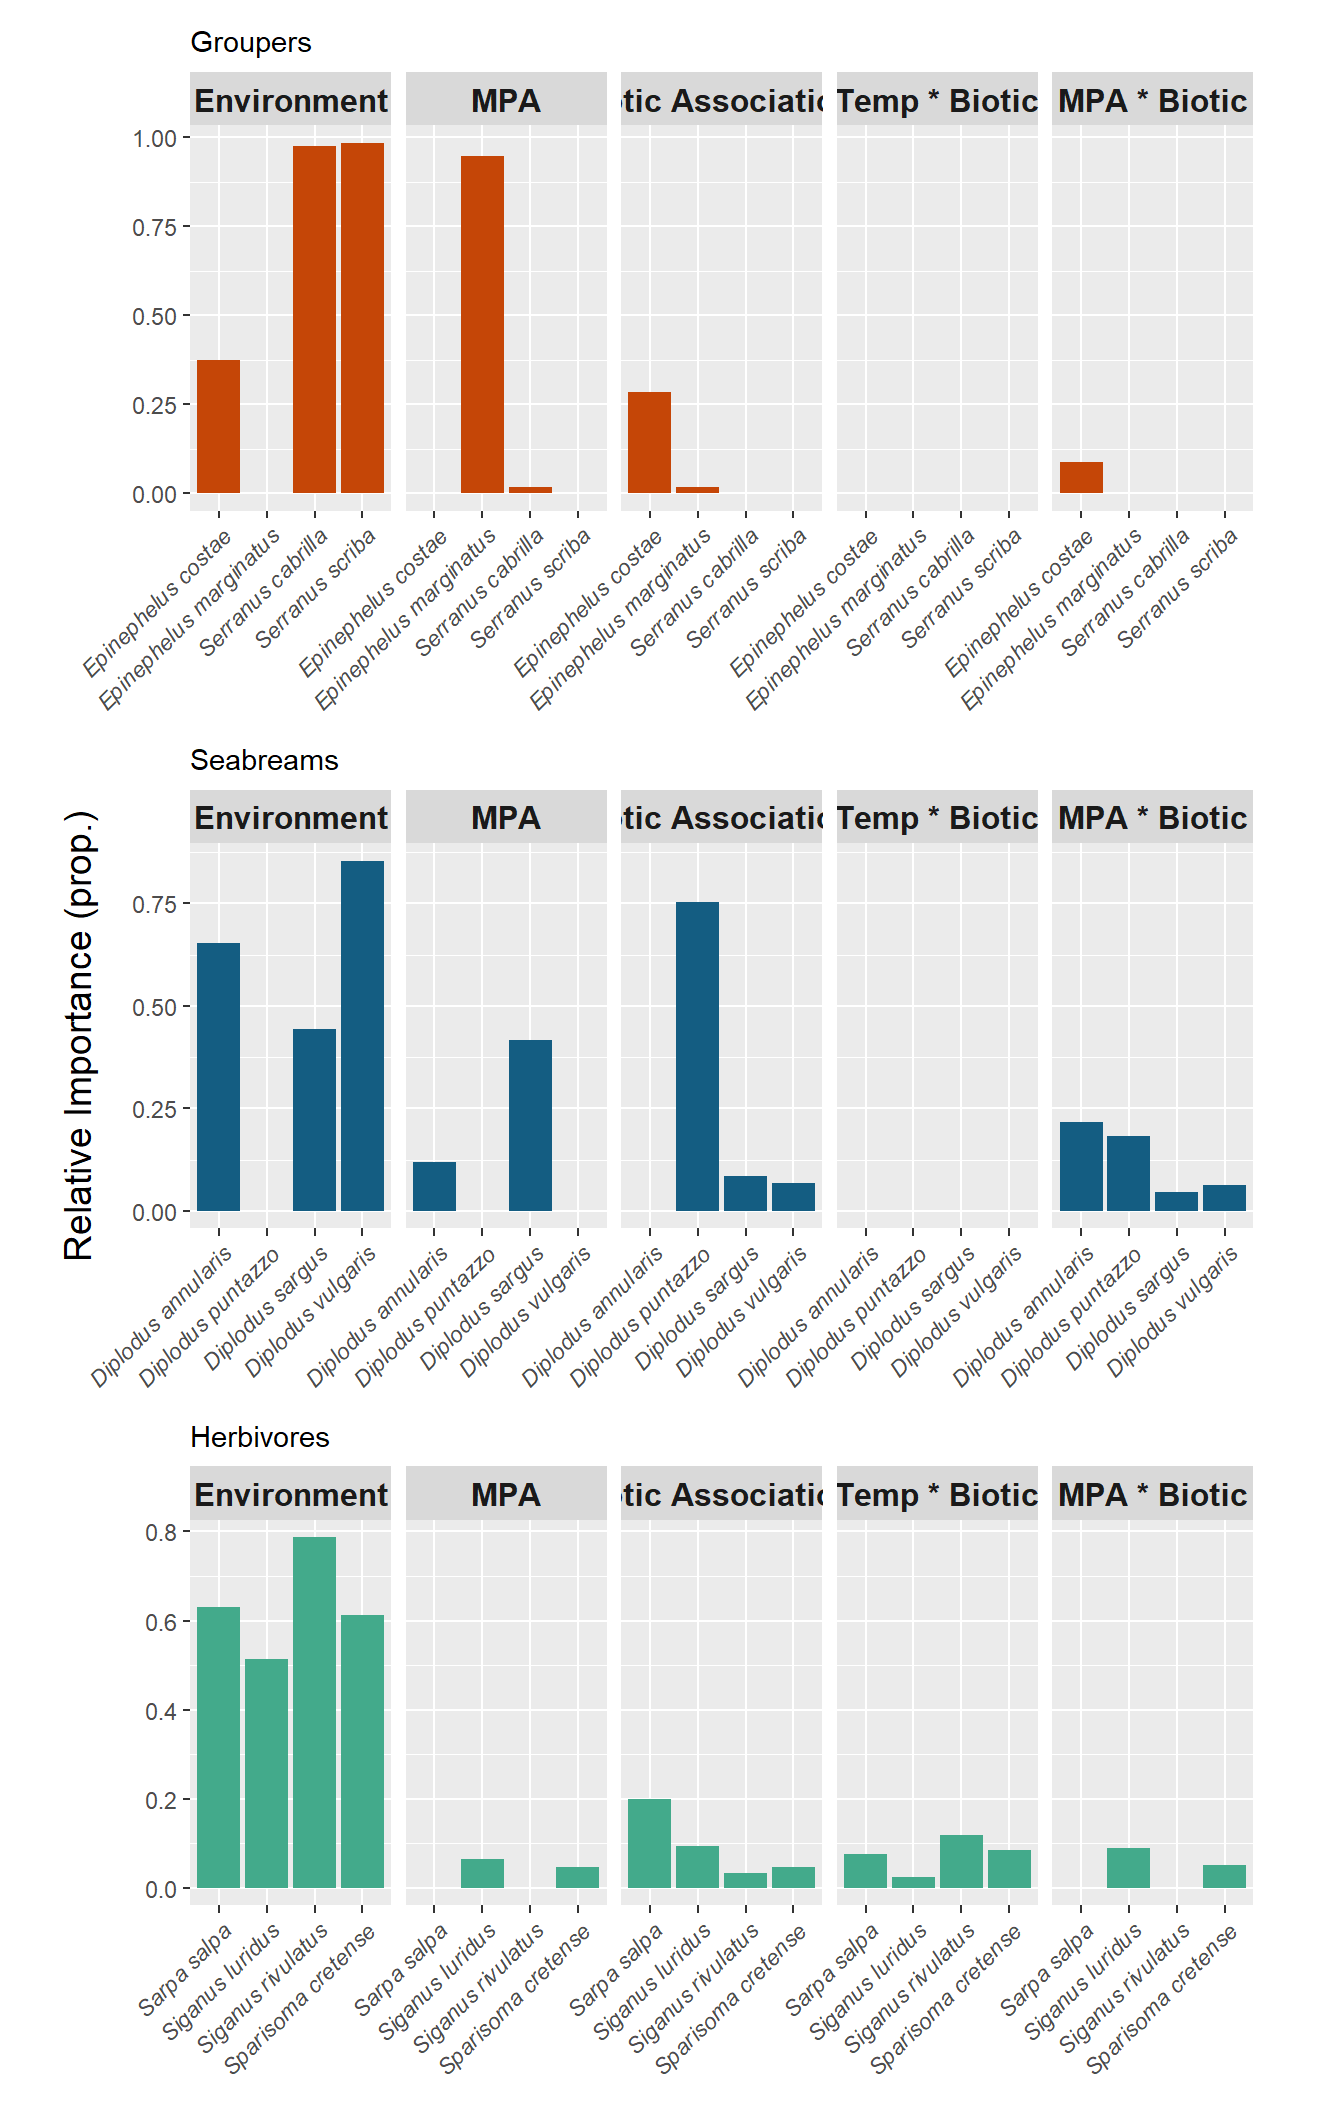 Groupers
Environment MPA otic Associatio Temp * Biotic MPA * Biotic
1.00
0.75
0.50
0.25
0.00
Epinephelus costae Epinephelus marginatus Serranus cabrilla Serranus scriba Epinephelus costae Epinephelus marginatus Serranus cabrilla Serranus scriba Epinephelus costae Epinephelus marginatus Serranus cabrilla Serranus scriba Epinephelus costae Epinephelus marginatus Serranus cabrilla Serranus scriba Epinephelus costae Epinephelus marginatus Serranus cabrilla Serranus scriba
Relative Importance (prop.)
Seabreams
Environment MPA otic Associatio Temp * Biotic MPA * Biotic
0.75
0.50
0.25
0.00
Diplodus annularis Diplodus puntazzo Diplodus sargus Diplodus vulgaris Diplodus annularis Diplodus puntazzo Diplodus sargus Diplodus vulgaris Diplodus annularis Diplodus puntazzo Diplodus sargus Diplodus vulgaris Diplodus annularis Diplodus puntazzo Diplodus sargus Diplodus vulgaris Diplodus annularis Diplodus puntazzo Diplodus sargus Diplodus vulgaris
Herbivores
Environment MPA otic Associatio Temp * Biotic MPA * Biotic
0.8
0.6
0.4
0.2
0.0
Sarpa salpa Siganus luridus Siganus rivulatus Sparisoma cretense Sarpa salpa Siganus luridus Siganus rivulatus Sparisoma cretense Sarpa salpa Siganus luridus Siganus rivulatus Sparisoma cretense Sarpa salpa Siganus luridus Siganus rivulatus Sparisoma cretense Sarpa salpa Siganus luridus Siganus rivulatus Sparisoma cretense